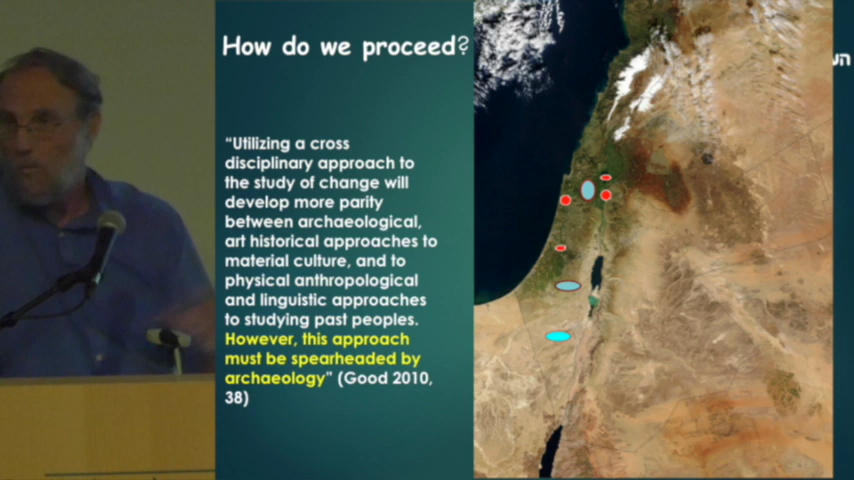 How do we proceed?
“Utilizing a cross
disciplinary approach to
the study of change will
develop more parity
between archaeological,
art historical approaches to
material culture, and to
physical anthropological
and linguistic approaches
to studying past peoples.
However, this approach
must be spearheaded by
archaeology” (Good 2010,
38)